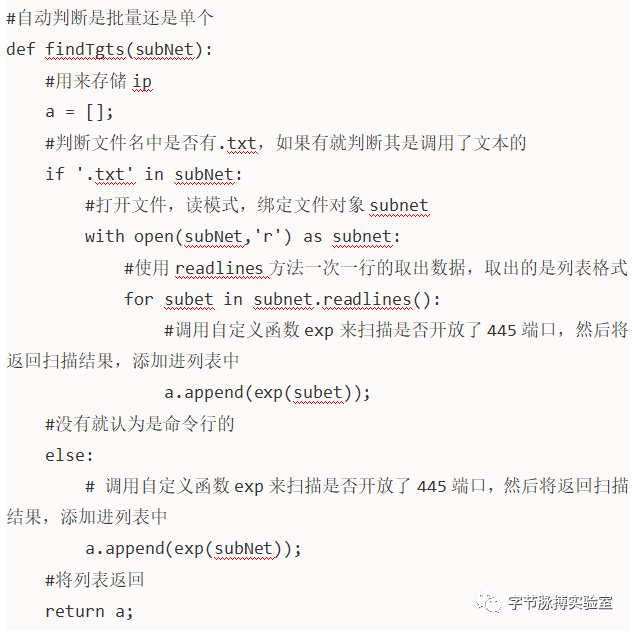 #自动判断是批量还是单个
def findTgts(subNet):
#用来存储 ip
a = [];
#判断文件名中是否有.txt，如果有就判断其是调用了文本的
if '.txt' in subNet:
#打开文件，读模式，绑定文件对象 subnet
with open(subNet,'r') as subnet:
#使用 readlines 方法一次一行的取出数据，取出的是列表格式
for subet in subnet.readlines():
#调用自定义函数 exp 来扫描是否开放了 445 端口，然后将
返回扫描结果，添加进列表中
a.append(exp(subet));
#没有就认为是命令行的
else:
# 调用自定义函数 exp 来扫描是否开放了 445 端口，然后将返回扫描
结果，添加进列表中
a.append(exp(subNet));
#将列表返回
return a;
字节脉搏实验室